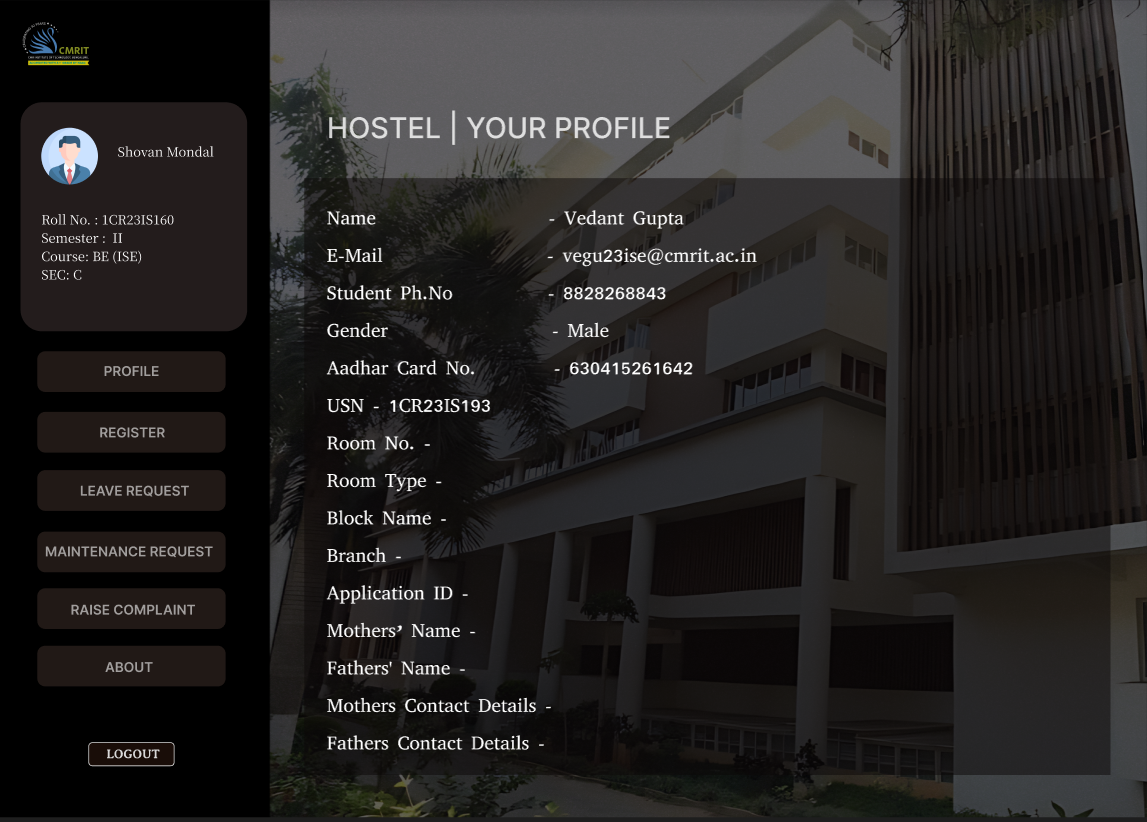 CMRIT
Shovan Mondal
Roll No. : 1CR23IS160
Semester : II
Course: BE (ISE)
SEC: C
PROFILE
REGISTER
LEAVE REQUEST
MAINTENANCE REQUEST
RAISE COMPLAINT
ABOUT
LOGOUT
HOSTEL | YOUR PROFILE
Name - Vedant Gupta
E-Mail - vegu23ise@cmrit.ac.in
Student Ph.No - 8828268843
Gender - Male
Aadhar Card No. - 630415261642
USN - 1CR23IS193
Room No. -
Room Type -
Block Name -
Branch -
Application ID -
Mothers’ Name -
Fathers' Name -
Mothers Contact Details -
Fathers Contact Details -